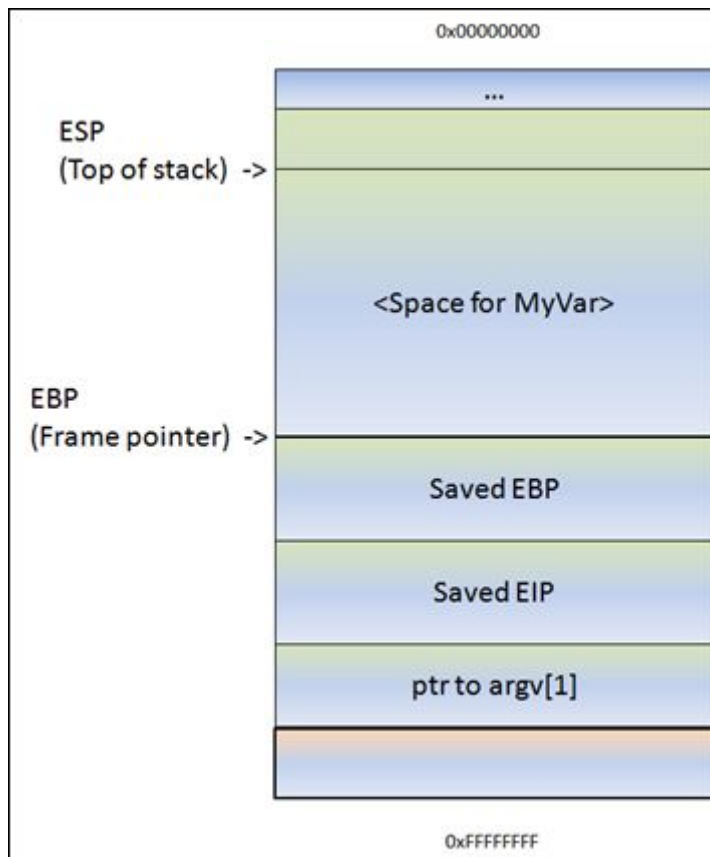 0x00000000
...
ESP
(Top of stack) ->
<Space for MyVar>
EBP
(Frame pointer) ->
Saved EBP
Saved EIP
ptr to argv[1]
0xFFFFFFFF